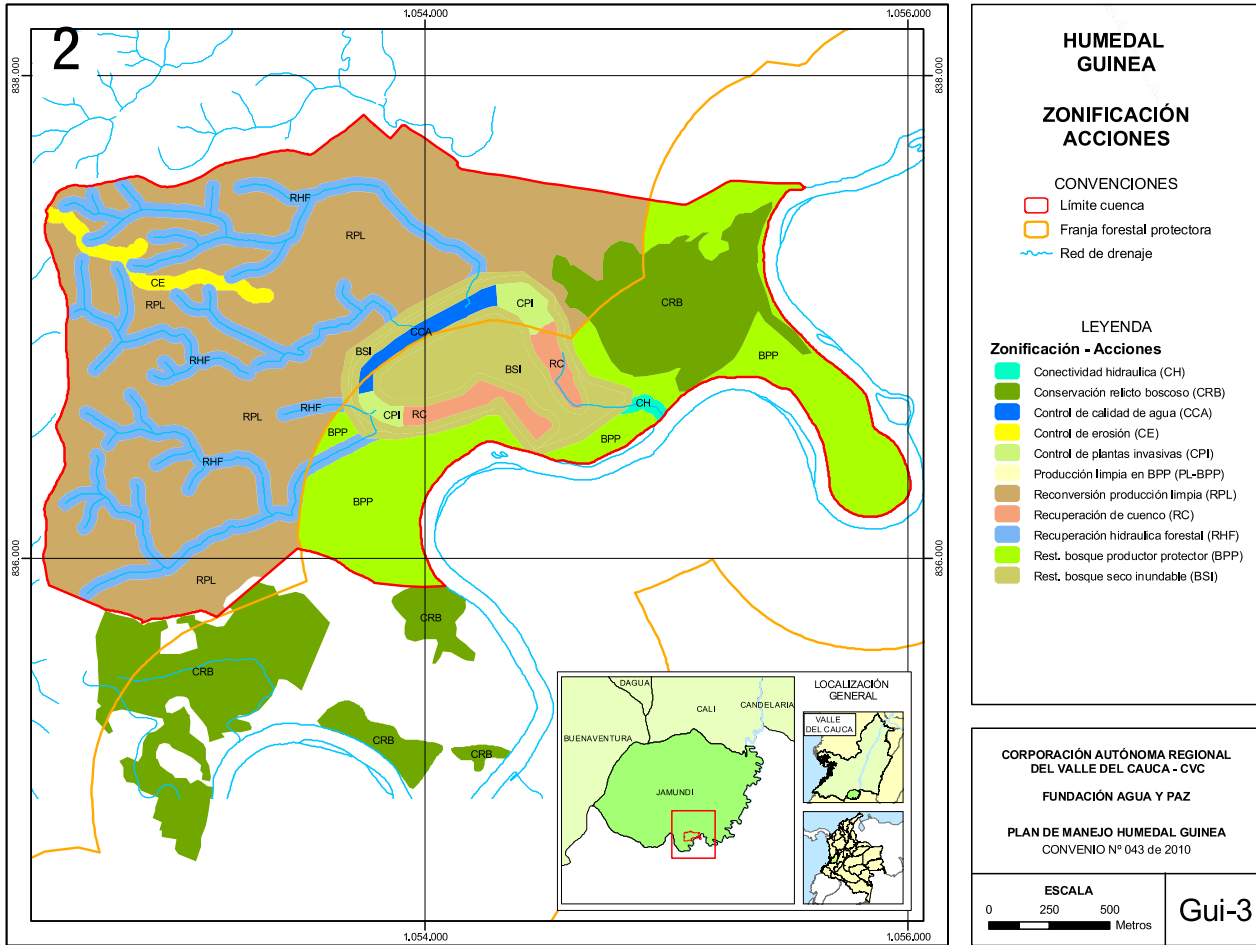 2
1.054.000
1.056.000
838.000
838.000
836.000
836.000
1.054.000
1.056.000
RHF
RPL
CE
RPL
CPI
CCA
CRB
BSI
BSI
RC
BPP
RHF
CH
RHF
CPI
RC
RPL
BPP
BPP
RHF
BPP
RPL
CRB
CRB
CRB
CRB
DAGUA
CALI
CANDELARIA
BUENAVENTURA
JAMUNDI
LOCALIZACIÓN
GENERAL
VALLE
DEL CAUCA
HUMEDAL
GUINEA
ZONIFICACIÓN
ACCIONES
CONVENCIONES
Límite cuenca
Franja forestal protectora
Red de drenaje
LEYENDA
Zonificación - Acciones
Conectividad hidraulica (CH)
Conservación relicto boscoso (CRB)
Control de calidad de agua (CCA)
Control de erosión (CE)
Control de plantas invasivas (CPI)
Producción limpia en BPP (PL-BPP)
Reconversión producción limpia (RPL)
Recuperación de cuenco (RC)
Recuperación hidraulica forestal (RHF)
Rest. bosque productor protector (BPP)
Rest. bosque seco inundable (BSI)
CORPORACIÓN AUTÓNOMA REGIONAL
DEL VALLE DEL CAUCA - CVC
FUNDACIÓN AGUA Y PAZ
PLAN DE MANEJO HUMEDAL GUINEA
CONVENIO Nº 043 de 2010
ESCALA
0 250 500
Metros
Gui-3